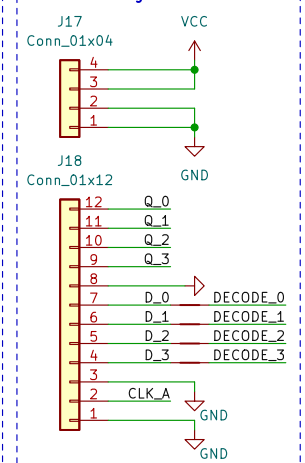 J17
VCC
Conn_01x04
4
3
2
1
GND
J18
Conn_01x12
12 Q_0
11 Q_1
10 Q_2
9 Q_3
8
7 D_0 DECODE_0
6 D_1 DECODE_1
5 D_2 DECODE_2
4 D_3 DECODE_3
3
2 CLK_A
GND
1
GND